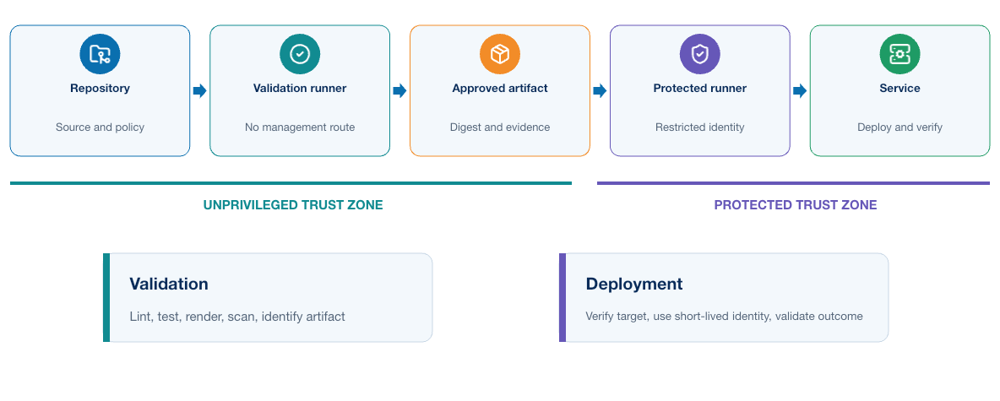 Repository
Validation runner
Approved artifact
Protected runner
Service
Source and policy
No management route
Digest and evidence
Restricted identity
Deploy and verify
UNPRIVILEGED TRUST ZONE
PROTECTED TRUST ZONE
Validation
Lint, test, render, scan, identify artifact
Deployment
Verify target, use short-lived identity, validate outcome